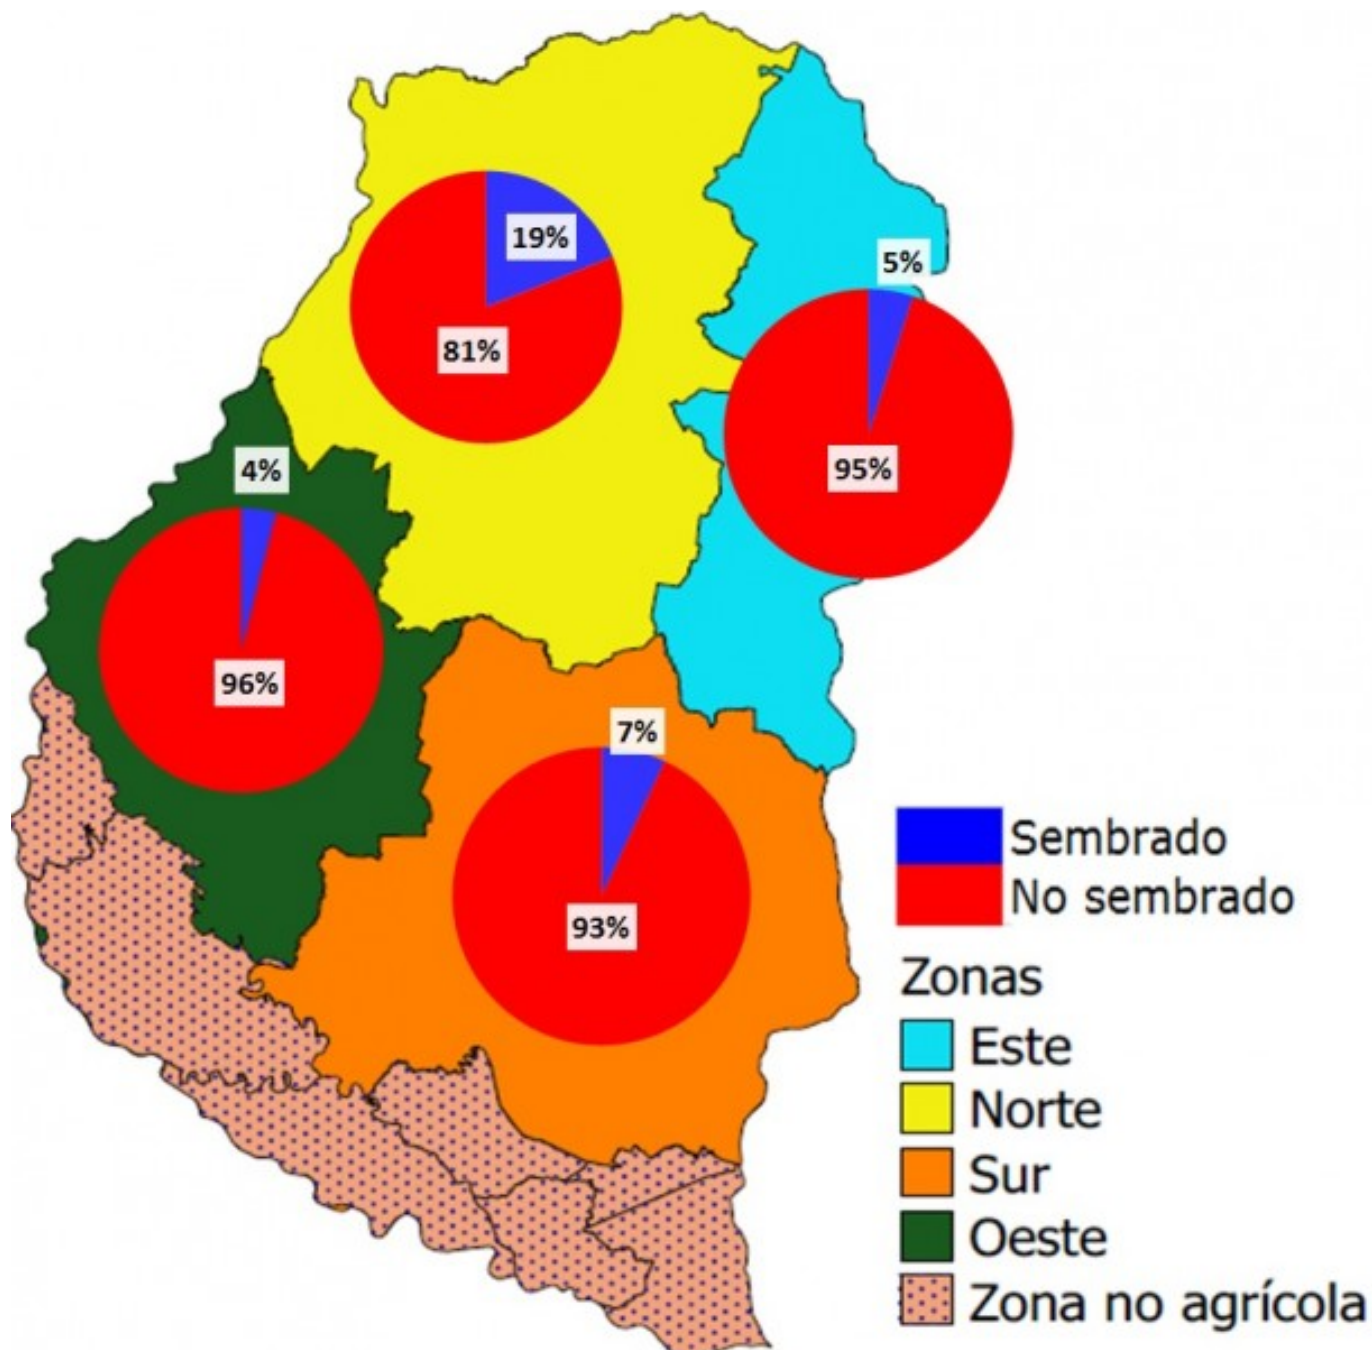 19%
81%
5%
95%
4%
96%
7%
93%
Sembrado
No sembrado
Zonas
Este
Norte
Sur
Oeste
Zona no agrícola